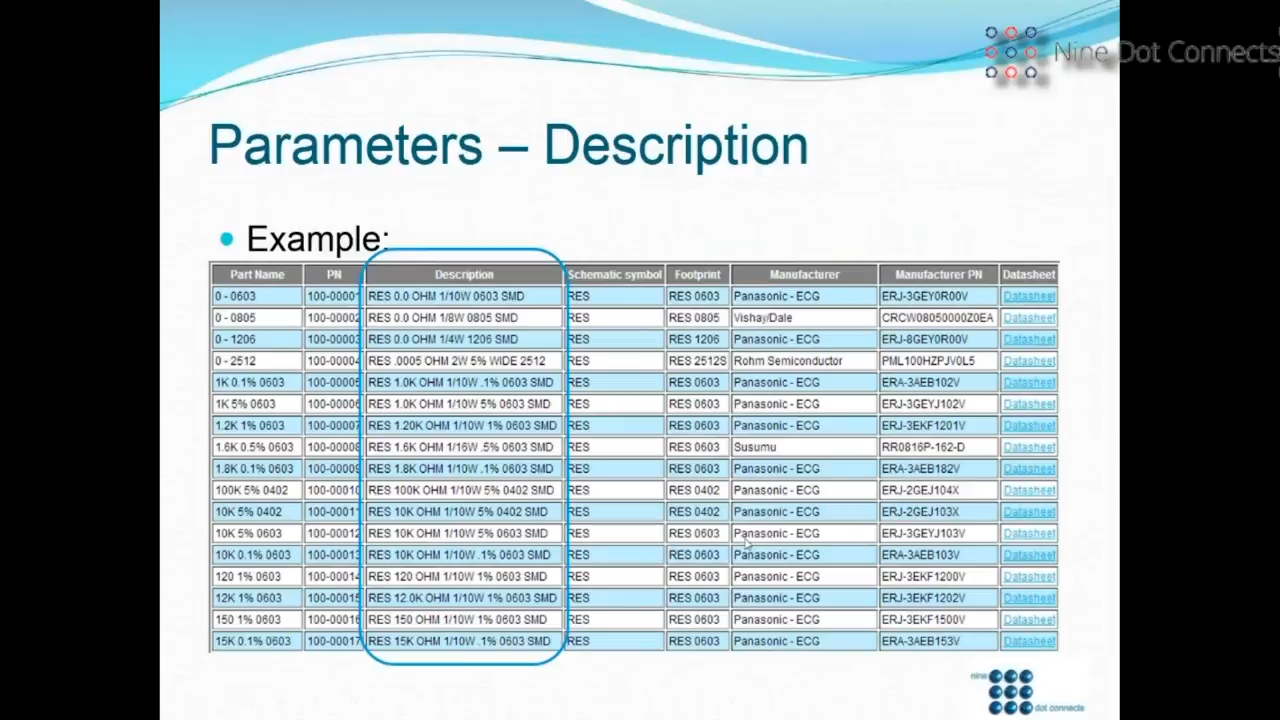 Nine Dot Connects
Parameters – Description
Example:
Part Name PN Description Schematic symbol Footprint Manufacturer Manufacturer PN Datasheet
0 - 0603 100-00001 RES 0.0 OHM 1/10W 0603 SMD RES RES 0603 Panasonic - ECG ERJ-3GEY0R00V Datasheet
0 - 0805 100-00002 RES 0.0 OHM 1/8W 0805 SMD RES RES 0805 Vishay/Dale CRCW08050000Z0EA Datasheet
0 - 1206 100-00003 RES 0.0 OHM 1/4W 1206 SMD RES RES 1206 Panasonic - ECG ERJ-8GEY0R00V Datasheet
0 - 2512 100-00004 RES .0005 OHM 2W 5% WIDE 2512 RES RES 2512S Rohm Semiconductor PML100HZPJV0L5 Datasheet
1K 0.1% 0603 100-00005 RES 1.0K OHM 1/10W .1% 0603 SMD RES RES 0603 Panasonic - ECG ERA-3AEB102V Datasheet
1K 5% 0603 100-00006 RES 1.0K OHM 1/10W 5% 0603 SMD RES RES 0603 Panasonic - ECG ERJ-3GEYJ102V Datasheet
1.2K 1% 0603 100-00007 RES 1.20K OHM 1/10W 1% 0603 SMD RES RES 0603 Panasonic - ECG ERJ-3EKF1201V Datasheet
1.6K 0.5% 0603 100-00008 RES 1.6K OHM 1/16W .5% 0603 SMD RES RES 0603 Susumu RR0816P-162-D Datasheet
1.8K 0.1% 0603 100-00009 RES 1.8K OHM 1/10W .1% 0603 SMD RES RES 0603 Panasonic - ECG ERA-3AEB182V Datasheet
100K 5% 0402 100-00010 RES 100K OHM 1/10W 5% 0402 SMD RES RES 0402 Panasonic - ECG ERJ-2GEJ104X Datasheet
10K 5% 0402 100-00011 RES 10K OHM 1/10W 5% 0402 SMD RES RES 0402 Panasonic - ECG ERJ-2GEJ103X Datasheet
10K 5% 0603 100-00012 RES 10K OHM 1/10W 5% 0603 SMD RES RES 0603 Panasonic - ECG ERJ-3GEYJ103V Datasheet
10K 0.1% 0603 100-00013 RES 10K OHM 1/10W .1% 0603 SMD RES RES 0603 Panasonic - ECG ERA-3AEB103V Datasheet
120 1% 0603 100-00014 RES 120 OHM 1/10W 1% 0603 SMD RES RES 0603 Panasonic - ECG ERJ-3EKF1200V Datasheet
12K 1% 0603 100-00015 RES 12.0K OHM 1/10W 1% 0603 SMD RES RES 0603 Panasonic - ECG ERJ-3EKF1202V Datasheet
150 1% 0603 100-00016 RES 150 OHM 1/10W 1% 0603 SMD RES RES 0603 Panasonic - ECG ERJ-3EKF1500V Datasheet
15K 0.1% 0603 100-00017 RES 15K OHM 1/10W .1% 0603 SMD RES RES 0603 Panasonic - ECG ERA-3AEB153V Datasheet
nine
dot connects